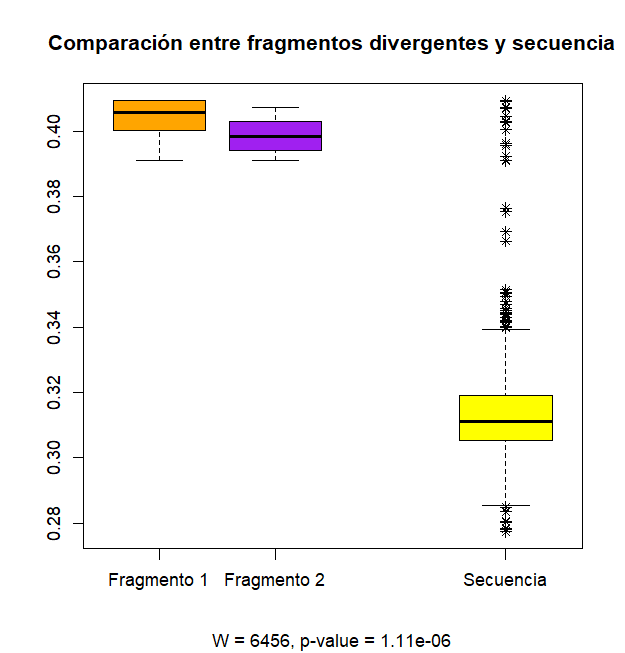 Comparación entre fragmentos divergentes y secuencia
0.40
0.38
0.36
0.34
0.32
0.30
0.28
Fragmento 1 Fragmento 2 Secuencia
W = 6456, p-value = 1.11e-06